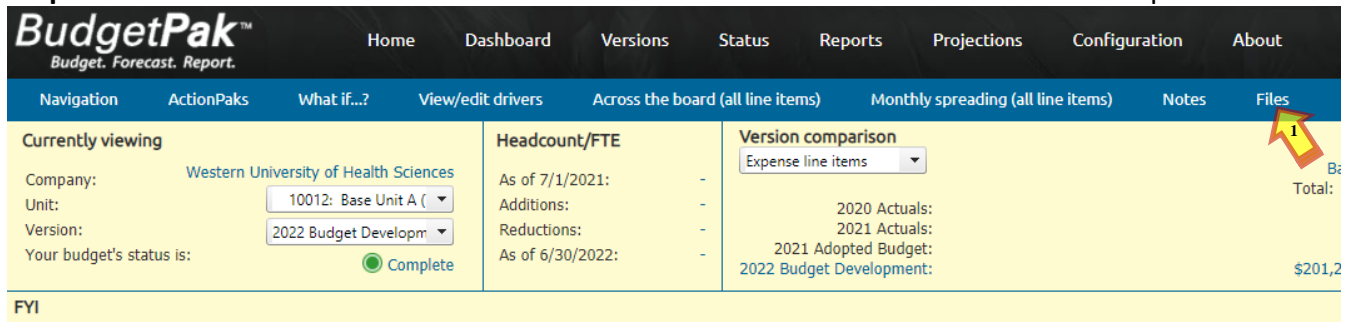 BudgetPak™
Budget. Forecast. Report.
Home Dashboard Versions Status Reports Projections Configuration About
Navigation ActionPaks What if...? View/edit drivers Across the board (all line items) Monthly spreading (all line items) Notes Files
1
Currently viewing
Company: Western University of Health Sciences
Unit: 10012: Base Unit A (
Version: 2022 Budget Developm
Your budget's status is: Complete
Headcount/FTE
As of 7/1/2021: -
Additions: -
Reductions: -
As of 6/30/2022: -
Version comparison
Expense line items
Ba
Total:
2020 Actuals:
2021 Actuals:
2021 Adopted Budget:
2022 Budget Development: $201,2
FYI